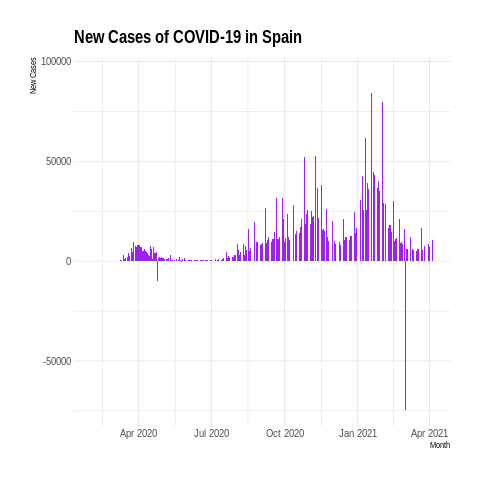 New Cases of COVID-19 in Spain
New Cases
100000
50000
0
-50000
Apr 2020 Jul 2020 Oct 2020 Jan 2021 Apr 2021
Month